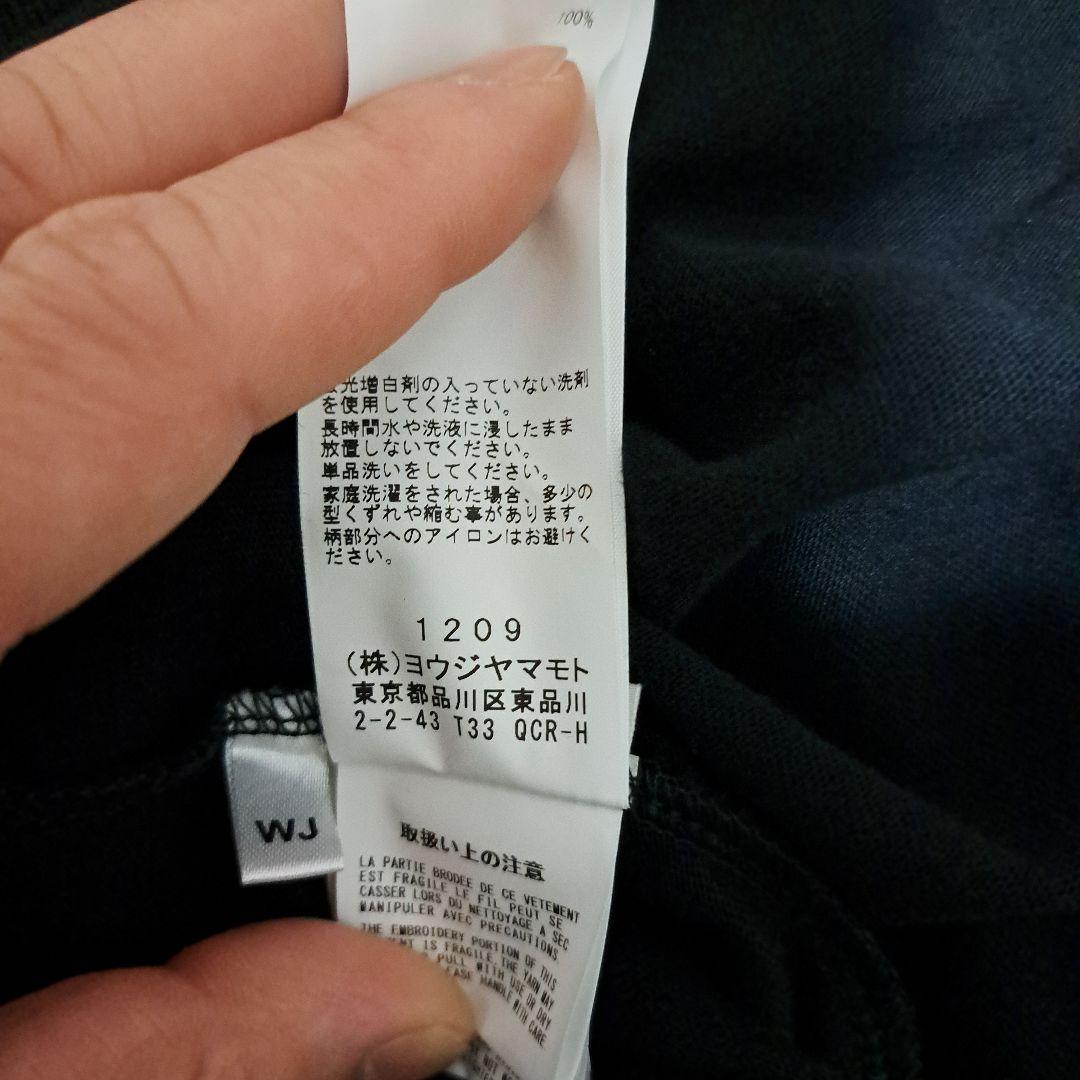 100%
光増白剤の入っていない洗剤
を使用してください。
長時間水や洗液に浸したまま
放置しないでください。
単品洗いをしてください。
家庭洗濯をされた場合、多少の
型くずれや縮む事があります。
柄部分へのアイロンはお避けく
ださい。
1209
(株)ヨウジヤマモト
東京都品川区東品川
2-2-43 T33 QCR-H
WJ
取扱い上の注意
LA PARTIE BRODEE DE CE VETEMENT
EST FRAGILE LE FIL PEUT SE
CASSER LORS DU NETTOYAGE A SEC
MANIPULER AVEC PRECAUTIONS
THE EMBROIDERY PORTION OF THIS
IS FRAGILE. THE YARN MAY
PULL WITH USE OR DRY
HANDLE WITH CARE